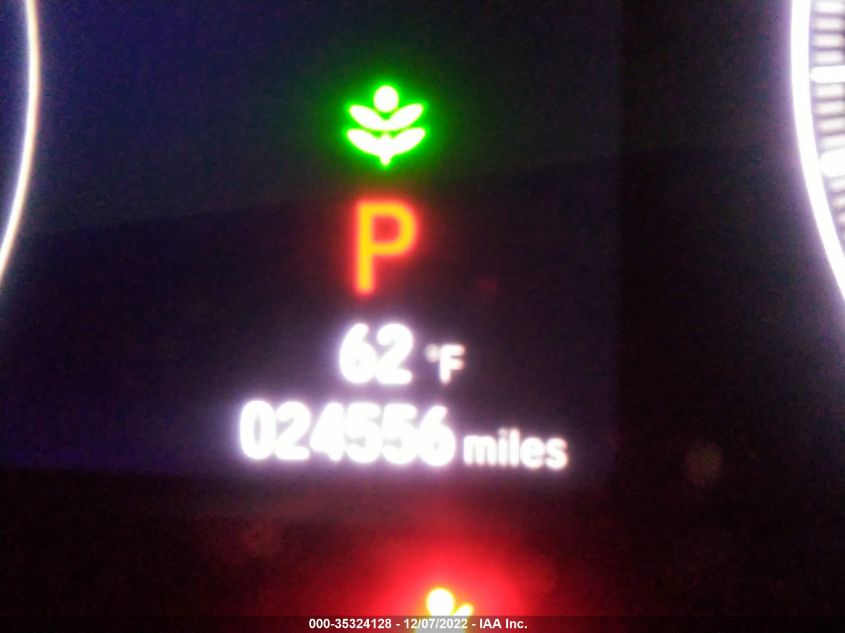 P
62 °F
024556 miles
000-35324128 - 12/07/2022 - IAA Inc.